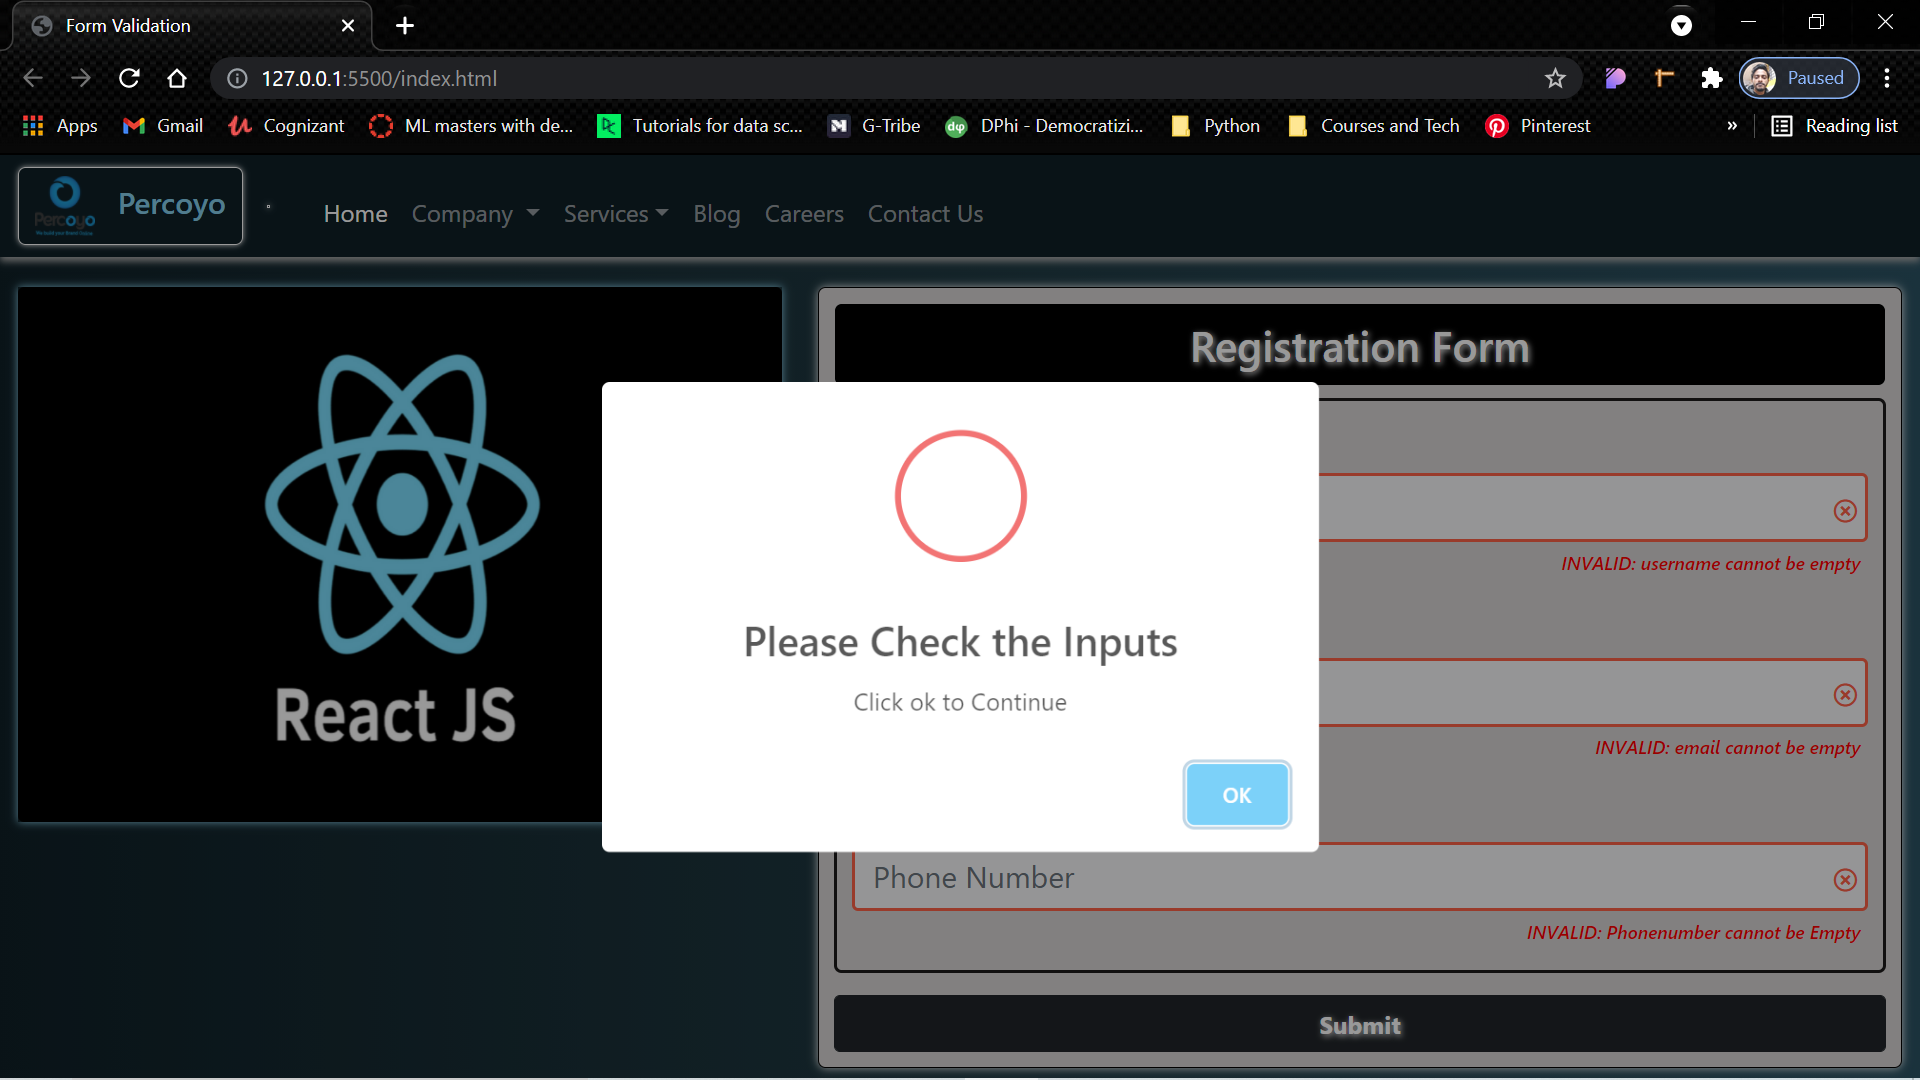 Form Validation
127.0.0.1:5500/index.html
Paused
Apps Gmail Cognizant ML masters with de... Tutorials for data sc... G-Tribe DPhi - Democratizi... Python Courses and Tech Pinterest » Reading list
Percoyo Percoyo Home Company Services Blog Careers Contact Us
Registration Form
React JS
Please Check the Inputs
Click ok to Continue
OK
INVALID: username cannot be empty
INVALID: email cannot be empty
Phone Number
INVALID: Phonenumber cannot be Empty
Submit